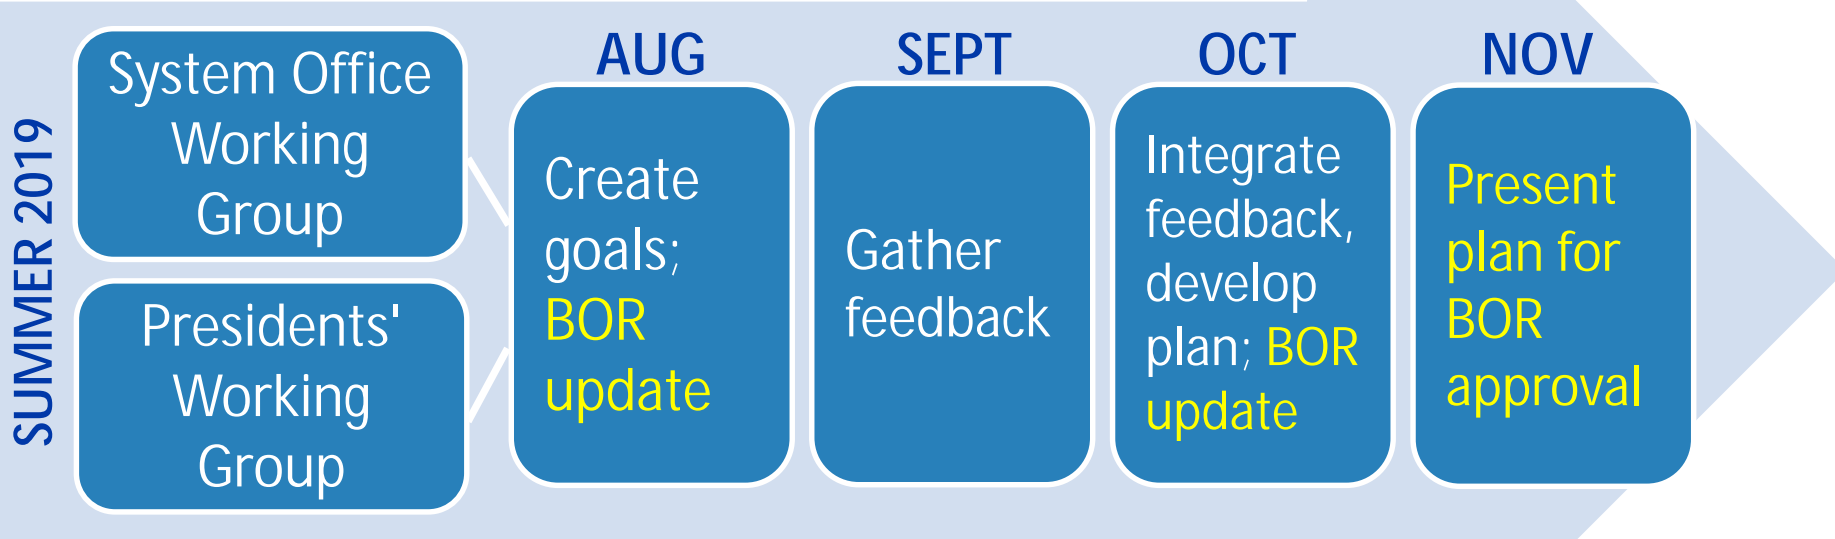 SUMMER 2019
System Office
Working
Group
Presidents'
Working
Group
AUG
Create
goals;
BOR
update
SEPT
Gather
feedback
OCT
Integrate
feedback,
develop
plan; BOR
update
NOV
Present
plan for
BOR
approval